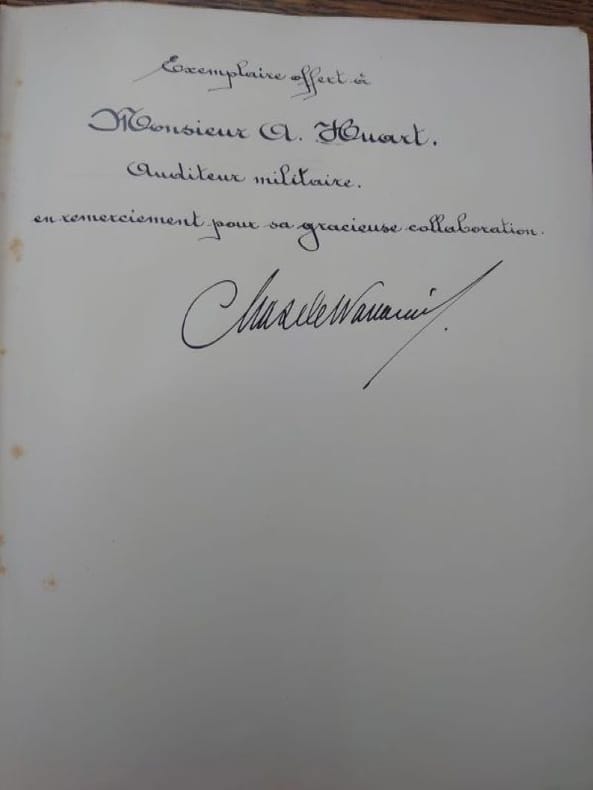 Exemplaire offert à
Monsieur A. Huart.
Auditeur militaire.
en remerciement pour sa gracieuse collaboration.